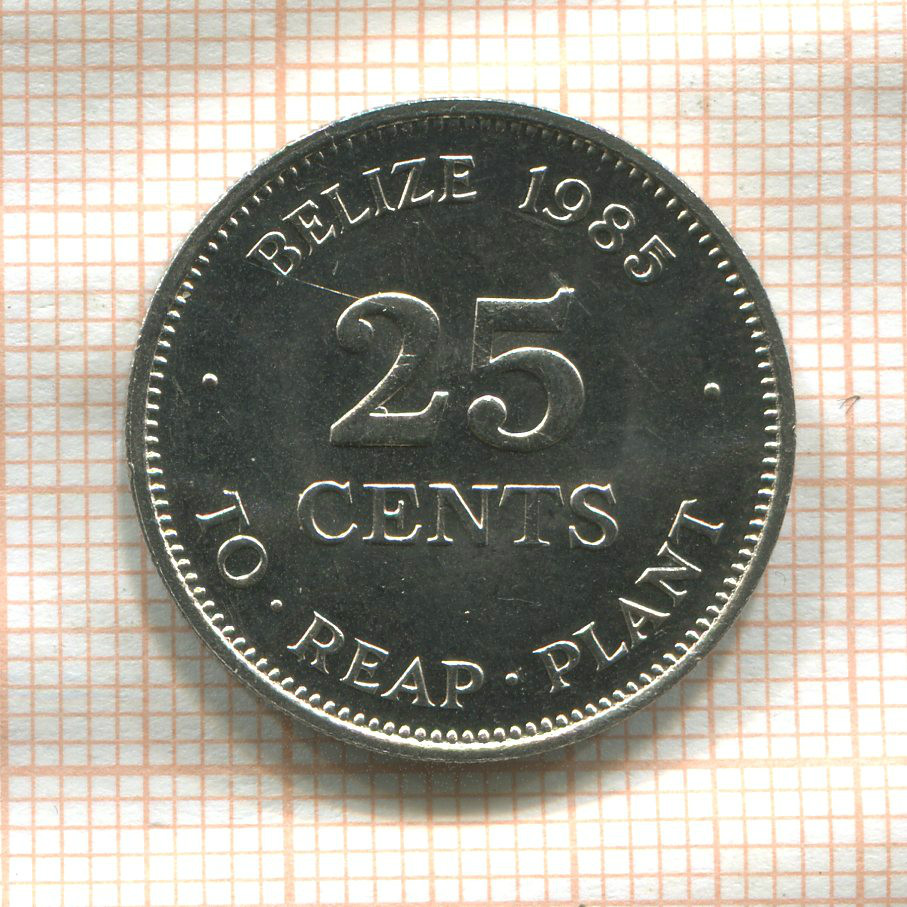 BELIZE 1985
25
CENTS
TO · REAP · PLANT